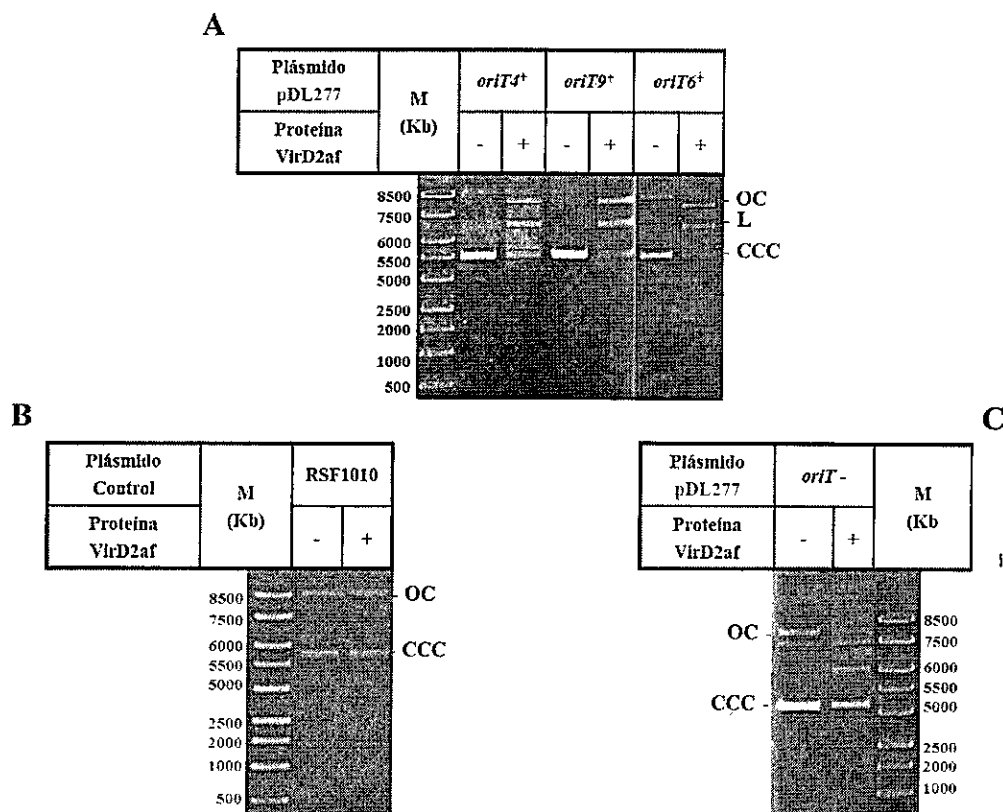 A
Plásmido
pDL277
M
(Kb)
oriT4+
oriT9+
oriT6+
Proteína
VirD2af
-
+
-
+
-
+
8500
7500
6000
5500
5000
2500
2000
1000
500
OC
L
CCC
B
Plásmido
Control
M
(Kb)
RSF1010
Proteína
VirD2af
-
+
8500
7500
6000
5500
5000
2500
2000
1000
500
OC
CCC
C
Plásmido
pDL277
oriT -
M
(Kb
Proteína
VirD2af
-
+
OC
CCC
8500
7500
6000
5500
5000
2500
2000
1000